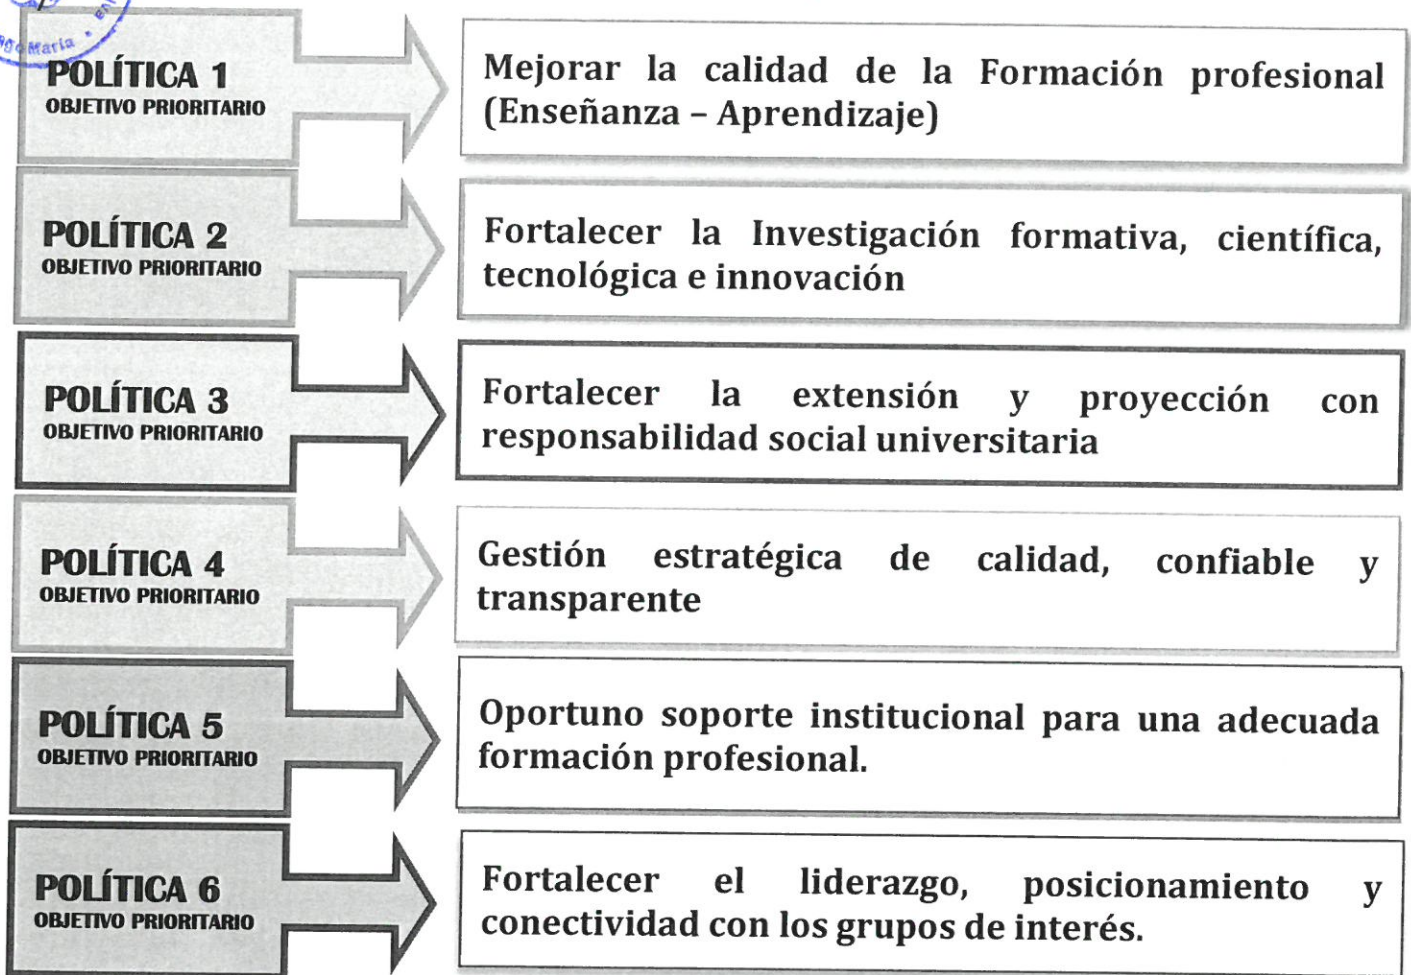 María
POLÍTICA 1
OBJETIVO PRIORITARIO
Mejorar la calidad de la Formación profesional
(Enseñanza – Aprendizaje)
POLÍTICA 2
OBJETIVO PRIORITARIO
Fortalecer la Investigación formativa, científica,
tecnológica e innovación
POLÍTICA 3
OBJETIVO PRIORITARIO
Fortalecer la extensión y proyección con
responsabilidad social universitaria
POLÍTICA 4
OBJETIVO PRIORITARIO
Gestión estratégica de calidad, confiable y
transparente
POLÍTICA 5
OBJETIVO PRIORITARIO
Oportuno soporte institucional para una adecuada
formación profesional.
POLÍTICA 6
OBJETIVO PRIORITARIO
Fortalecer el liderazgo, posicionamiento y
conectividad con los grupos de interés.